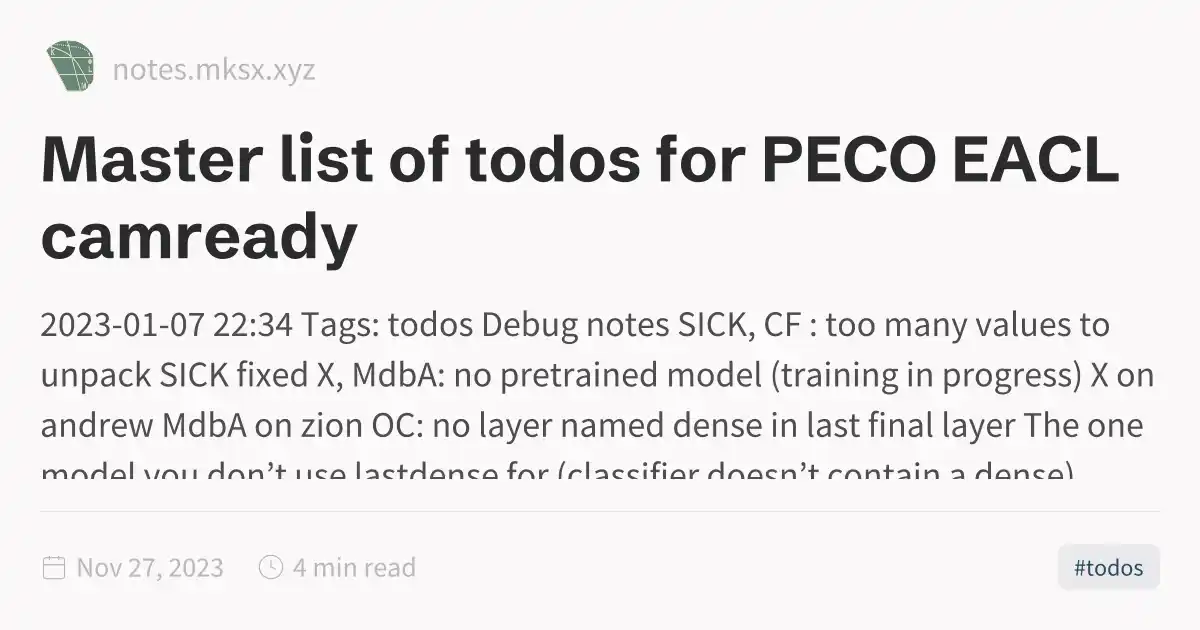 notes.mksx.xyz
Master list of todos for PECO EACL
camready
2023-01-07 22:34 Tags: todos Debug notes SICK, CF : too many values to
unpack SICK fixed X, MdbA: no pretrained model (training in progress) X on
andrew MdbA on zion OC: no layer named dense in last final layer The one
model you don’t use lastdense for (classifier doesn’t contain a dense)
Nov 27, 2023
4 min read
#todos